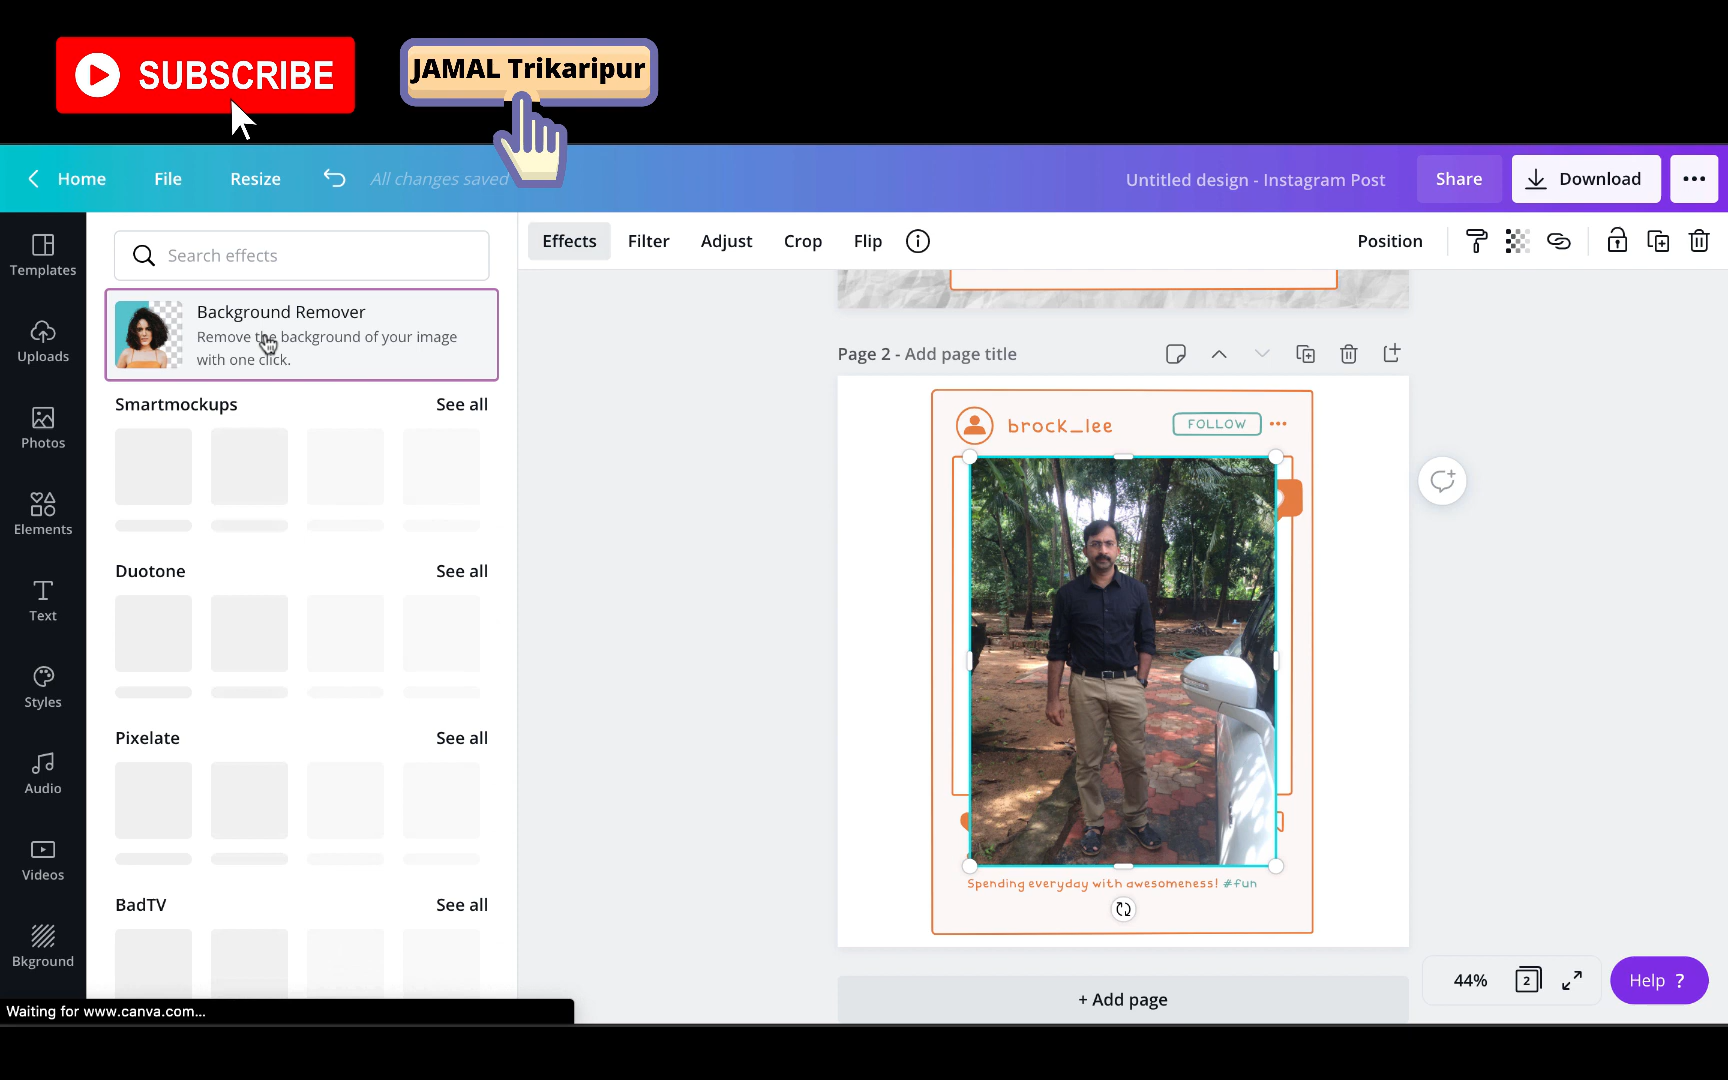 SUBSCRIBE
JAMAL Trikaripur
Home
File
Resize
All changes saved
Untitled design - Instagram Post
Share
Download
Templates
Uploads
Photos
Elements
Text
Styles
Audio
Videos
Bkground
Search effects
Background Remover
Remove the background of your image
with one click.
Smartmockups
See all
Duotone
See all
Pixelate
See all
BadTV
See all
Waiting for www.canva.com...
Effects
Filter
Adjust
Crop
Flip
Position
Page 2 - Add page title
brock_lee
FOLLOW
Spending everyday with awesomeness! #fun
+ Add page
44%
2
Help ?